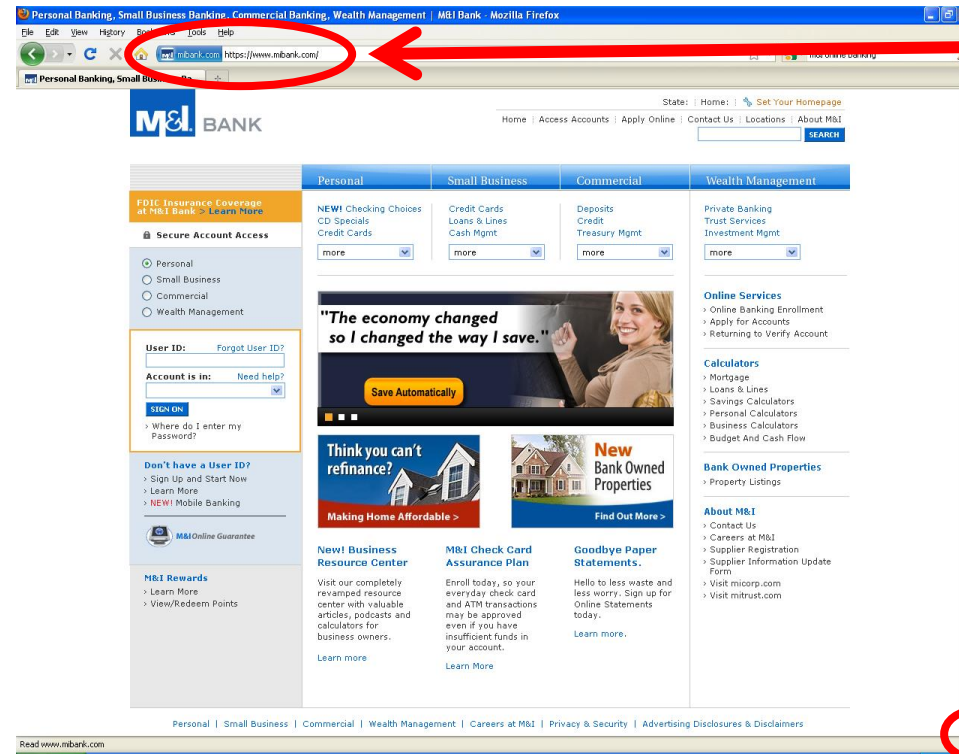 Personal Banking, Small Business Banking, Commercial Banking, Wealth Management | M&I Bank - Mozilla Firefox
File Edit View History Tools Help
mibank.com https://www.mibank.com/
Personal Banking, Small
M&I. BANK
State: | Home: | Set Your Homepage
Home | Access Accounts | Apply Online | Contact Us | Locations | About M&I
SEARCH
Personal Small Business Commercial Wealth Management
FDIC Insurance Coverage
at M&I Bank > Learn More
Secure Account Access
Personal
Small Business
Commercial
Wealth Management
User ID: Forgot User ID?
Account is in: Need help?
SIGN ON
› Where do I enter my
Password?
Don't have a User ID?
› Sign Up and Start Now
› Learn More
› NEW! Mobile Banking
M&I Online Guarantee
M&I Rewards
› Learn More
› View/Redeem Points
NEW! Checking Choices
CD Specials
Credit Cards
more
Credit Cards
Loans & Lines
Cash Mgmt
more
Deposits
Credit
Treasury Mgmt
more
Private Banking
Trust Services
Investment Mgmt
more
"The economy changed
so I changed the way I save."
Save Automatically
Think you can't
refinance?
Making Home Affordable >
New
Bank Owned
Properties
Find Out More >
New! Business
Resource Center
Visit our completely
revamped resource
center with valuable
articles, podcasts and
calculators for
business owners.
Learn more
M&I Check Card
Assurance Plan
Enroll today, so your
everyday check card
and ATM transactions
may be approved
even if you have
insufficient funds in
your account.
Learn More
Goodbye Paper
Statements.
Hello to less waste and
less worry. Sign up for
Online Statements
today.
Learn more.
Online Services
› Online Banking Enrollment
› Apply for Accounts
› Returning to Verify Account
Calculators
› Mortgage
› Loans & Lines
› Savings Calculators
› Personal Calculators
› Business Calculators
› Budget And Cash Flow
Bank Owned Properties
› Property Listings
About M&I
› Contact Us
› Careers at M&I
› Supplier Registration
› Supplier Information Update
Form
› Visit micorp.com
› Visit mitrust.com
Personal | Small Business | Commercial | Wealth Management | Careers at M&I | Privacy & Security | Advertising Disclosures & Disclaimers
Read www.mibank.com